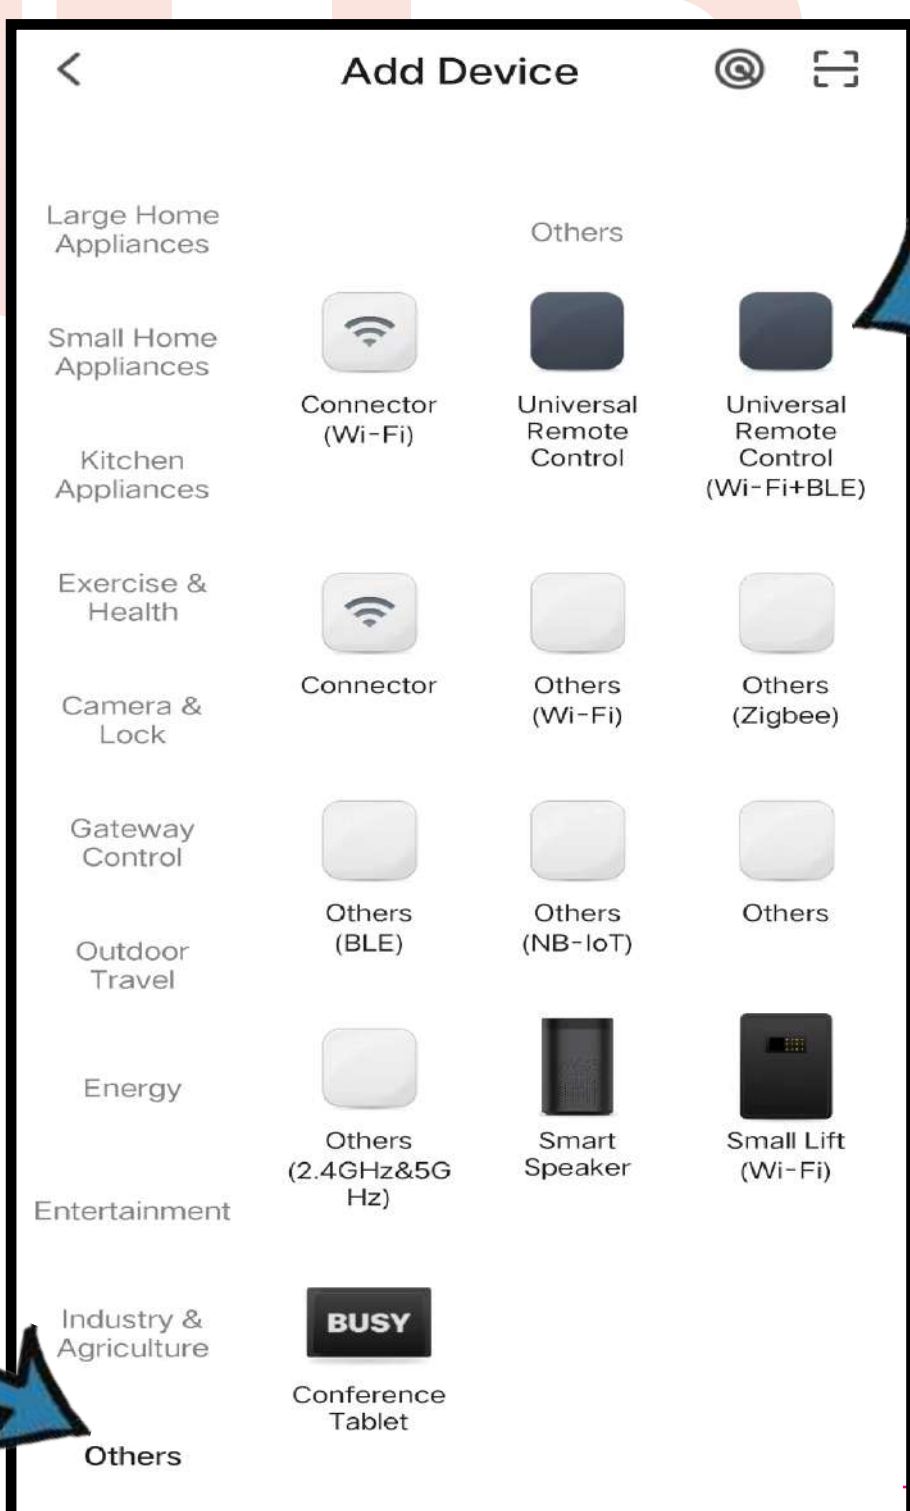 Add Device
Large Home
Appliances
Small Home
Appliances
Kitchen
Appliances
Exercise &
Health
Camera &
Lock
Gateway
Control
Outdoor
Travel
Energy
Entertainment
Industry &
Agriculture
Others
Others
Connector
(Wi-Fi)
Universal
Remote
Control
Universal
Remote
Control
(Wi-Fi+BLE)
Connector
Others
(Wi-Fi)
Others
(Zigbee)
Others
(BLE)
Others
(NB-IoT)
Others
Others
(2.4GHz&5G
Hz)
Smart
Speaker
Small Lift
(Wi-Fi)
BUSY
Conference
Tablet